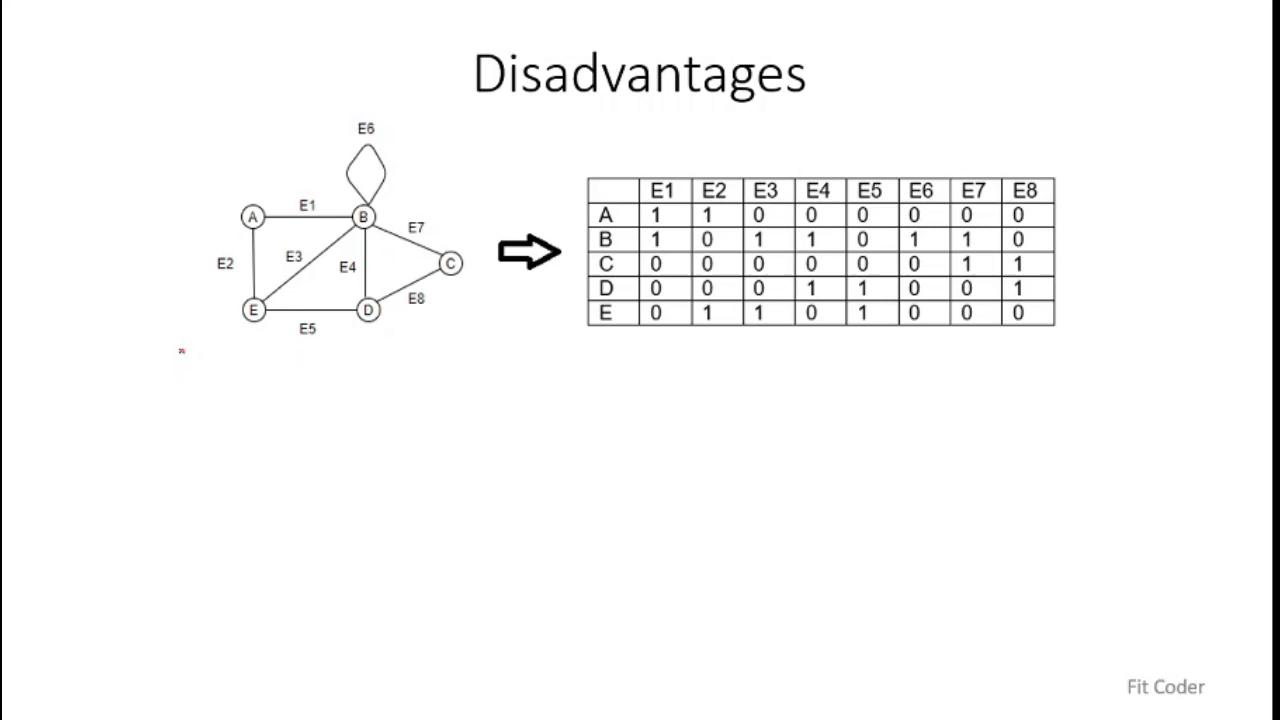 Disadvantages
E6
E1
A
B
E7
E2
E3
E4
C
E8
E
D
E5
E1 E2 E3 E4 E5 E6 E7 E8
A 1 1 0 0 0 0 0 0
B 1 0 1 1 0 1 1 0
C 0 0 0 0 0 0 1 1
D 0 0 0 1 1 0 0 1
E 0 1 1 0 1 0 0 0
Fit Coder